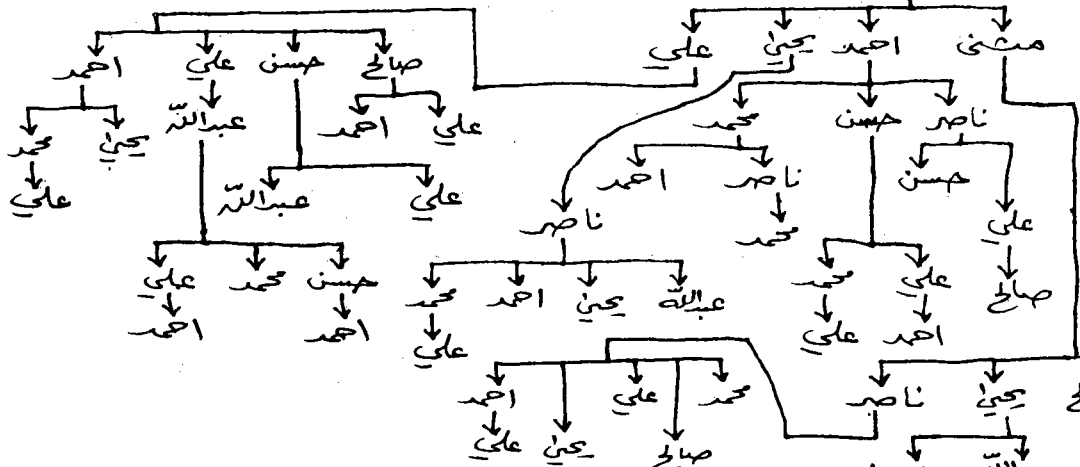 مثنى احمد يحيى علي
صالح حسن علي احمد
ناصر حسن محمد
علي احمد عبدالله يحيى محمد
حسن ناصر احمد
علي عبدالله علي
علي محمد ناصر
صالح علي محمد حسن محمد علي
عبدالله يحيى احمد محمد
احمد علي احمد احمد
علي
يحيى ناصر محمد علي احمد
صالح يحيى علي